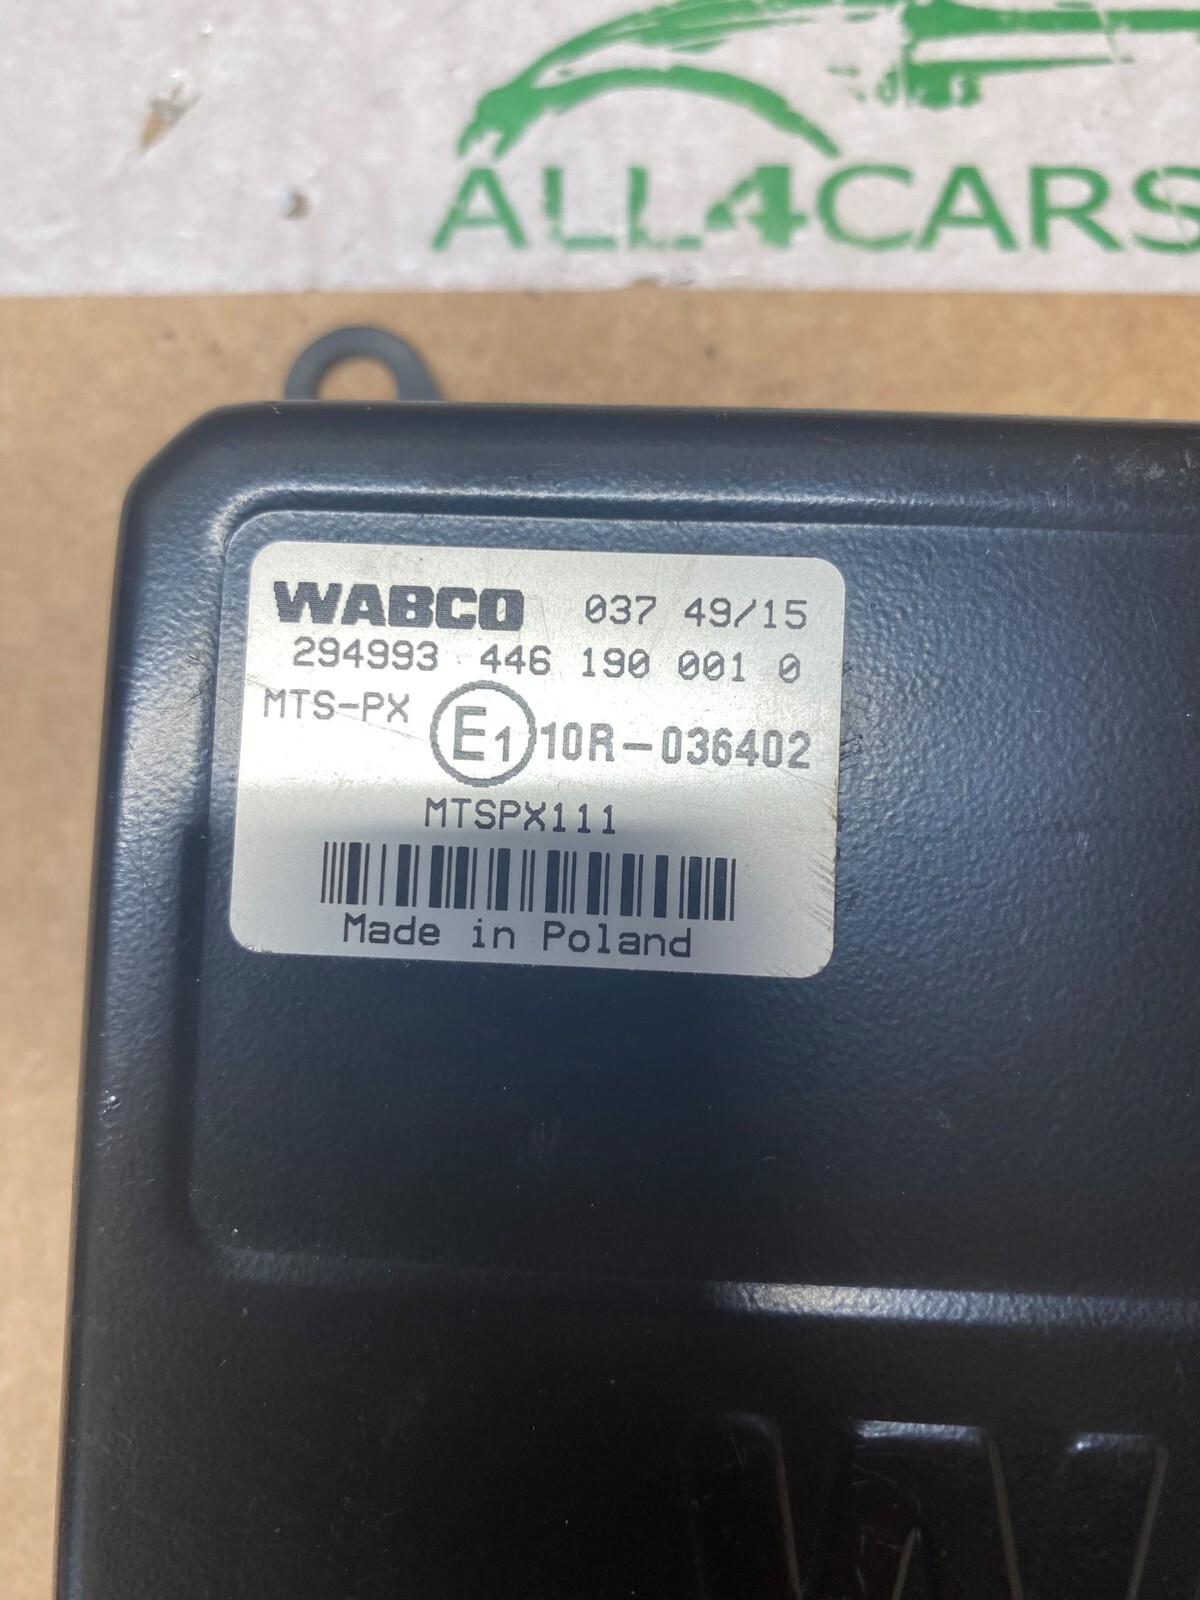 ALL4CARS
WABCO 037 49/15
294993 446 190 001 0
MTS-PX E1 10R-036402
MTSPX111
Made in Poland